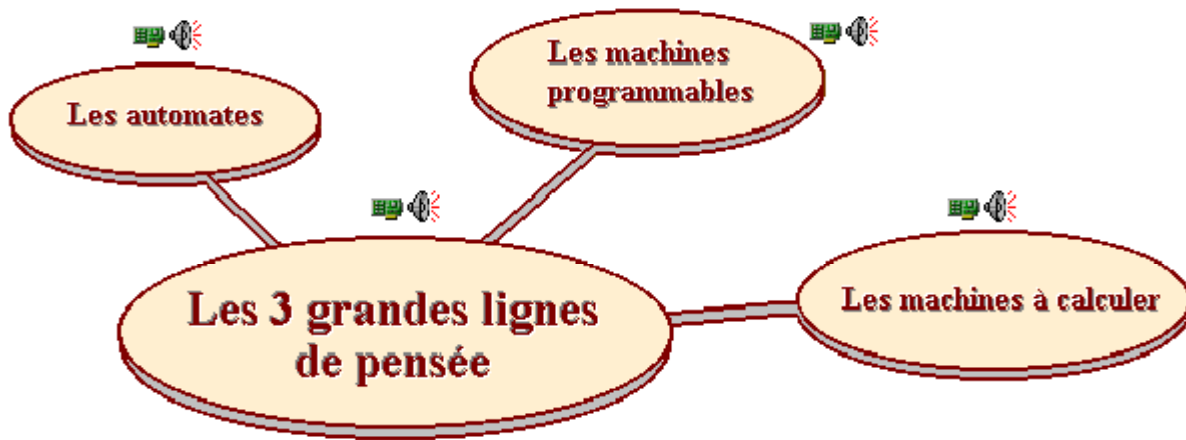 Les automates
Les machines
programmables
Les 3 grandes lignes
de pensée
Les machines à calculer